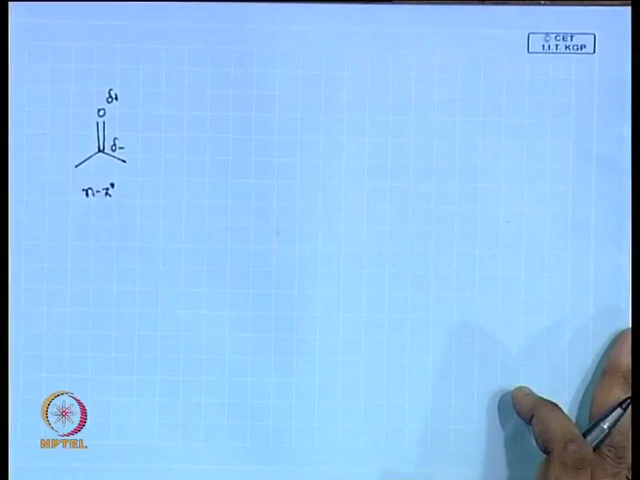 © CET
I.I.T. KGP
δ+
O
δ-
n-π*
NPTEL